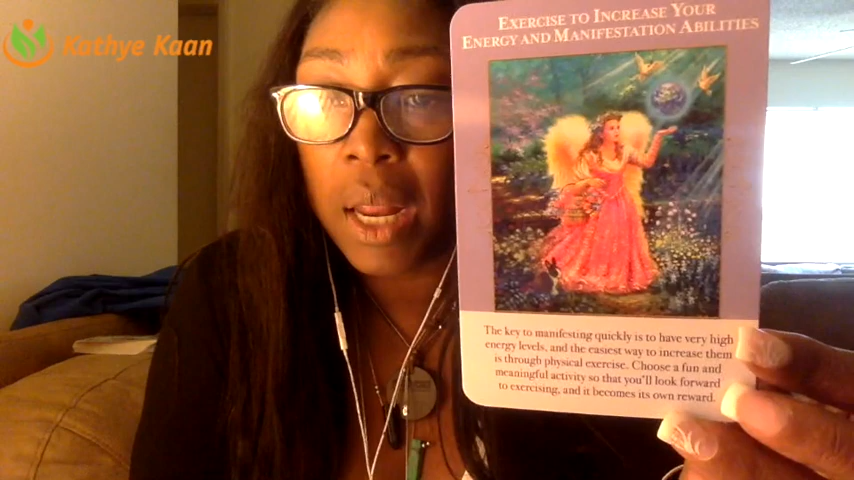 Kathye Kaan
EXERCISE TO INCREASE YOUR
ENERGY AND MANIFESTATION ABILITIES
The key to manifesting quickly is to have very high
energy levels, and the easiest way to increase them
is through physical exercise. Choose a fun and
meaningful activity so that you'll look forward
to exercising, and it becomes its own reward.